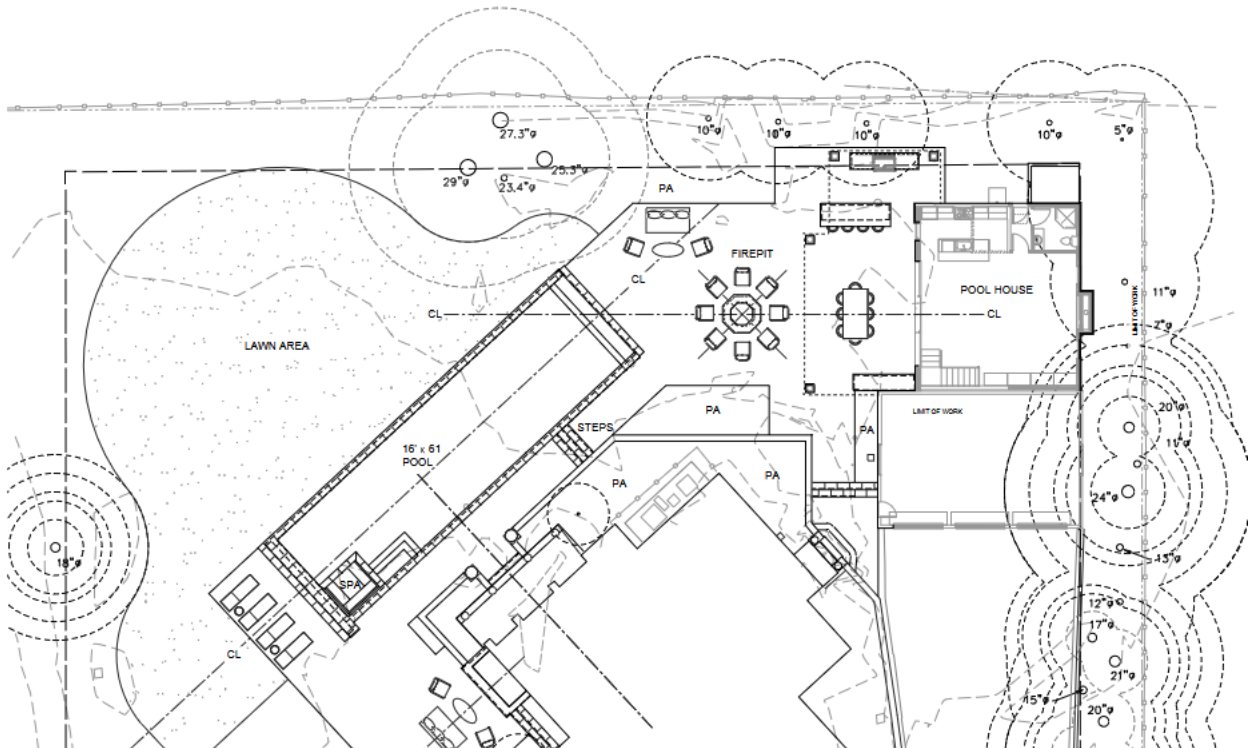 27.3"φ
10"φ
10"φ
10"φ
10"φ
5"φ
25.3"φ
29"φ
23.4"φ
PA
FIREPIT
CL
POOL HOUSE
11"φ
CL
CL
LIMIT OF WORK
7"φ
LAWN AREA
20"φ
PA
LIMIT OF WORK
STEPS
PA
11"φ
16' x 61
POOL
PA
PA
24"φ
18"φ
13"φ
SPA
12"φ
17"φ
CL
21"φ
15"φ
20"φ